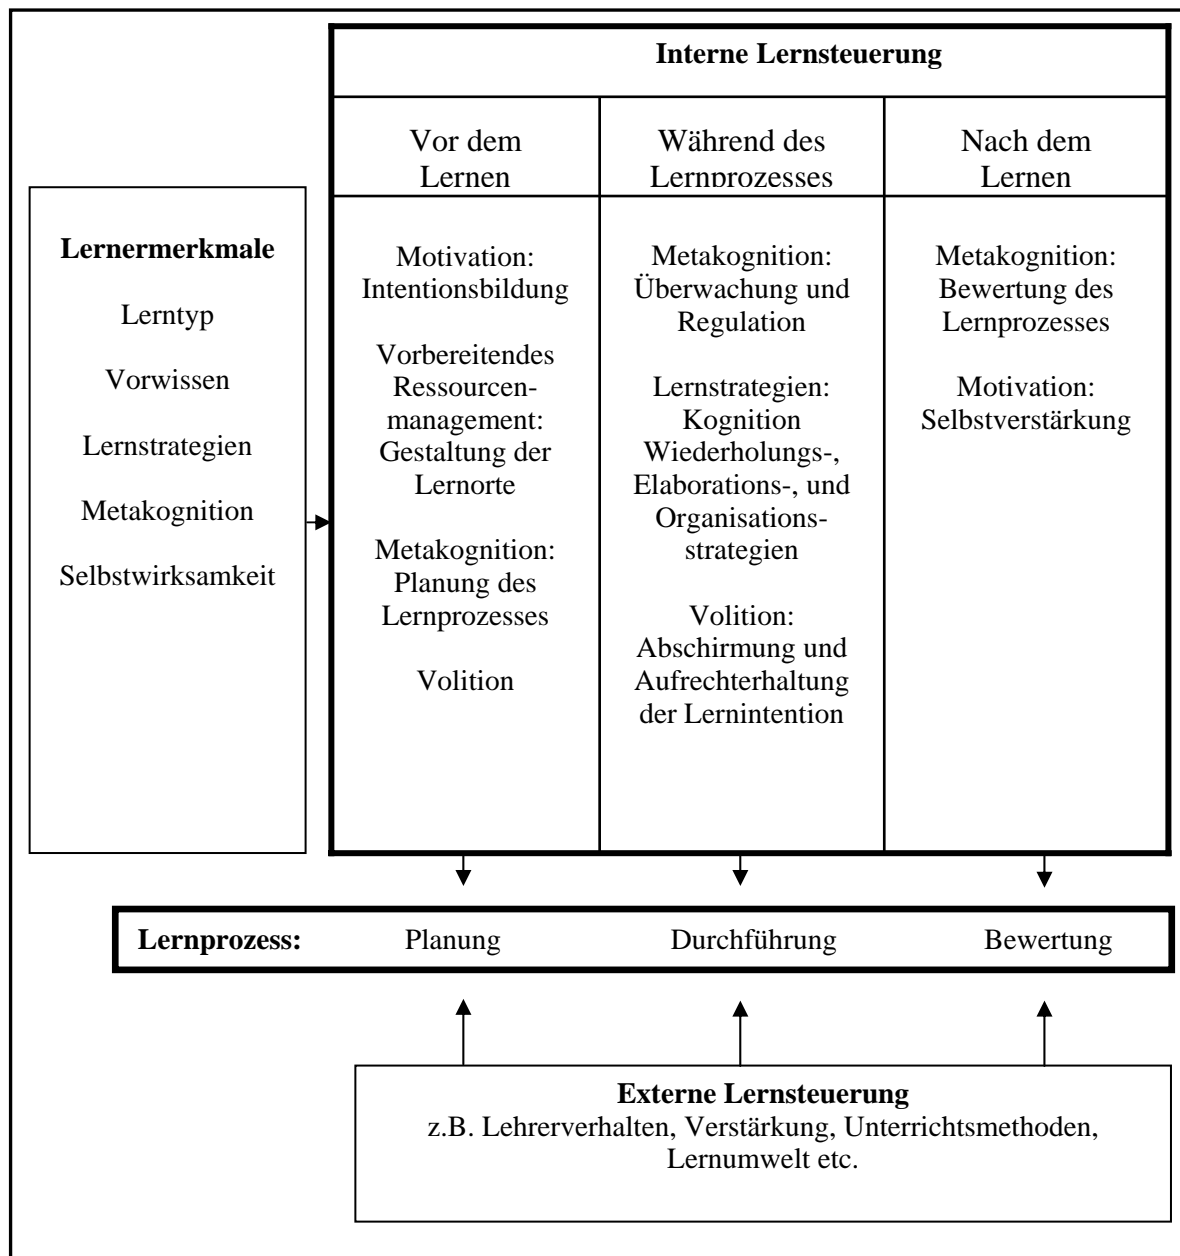 Interne Lernsteuerung
Vor dem
Lernen
Während des
Lernprozesses
Nach dem
Lernen
Lernermerkmale
Lerntyp
Vorwissen
Lernstrategien
Metakognition
Selbstwirksamkeit
Motivation:
Intentionsbildung
Vorbereitendes
Ressourcen-
management:
Gestaltung der
Lernorte
Metakognition:
Planung des
Lernprozesses
Volition
Metakognition:
Überwachung und
Regulation
Lernstrategien:
Kognition
Wiederholungs-,
Elaborations-, und
Organisations-
strategien
Volition:
Abschirmung und
Aufrechterhaltung
der Lernintention
Metakognition:
Bewertung des
Lernprozesses
Motivation:
Selbstverstärkung
Lernprozess: Planung Durchführung Bewertung
Externe Lernsteuerung
z.B. Lehrerverhalten, Verstärkung, Unterrichtsmethoden,
Lernumwelt etc.